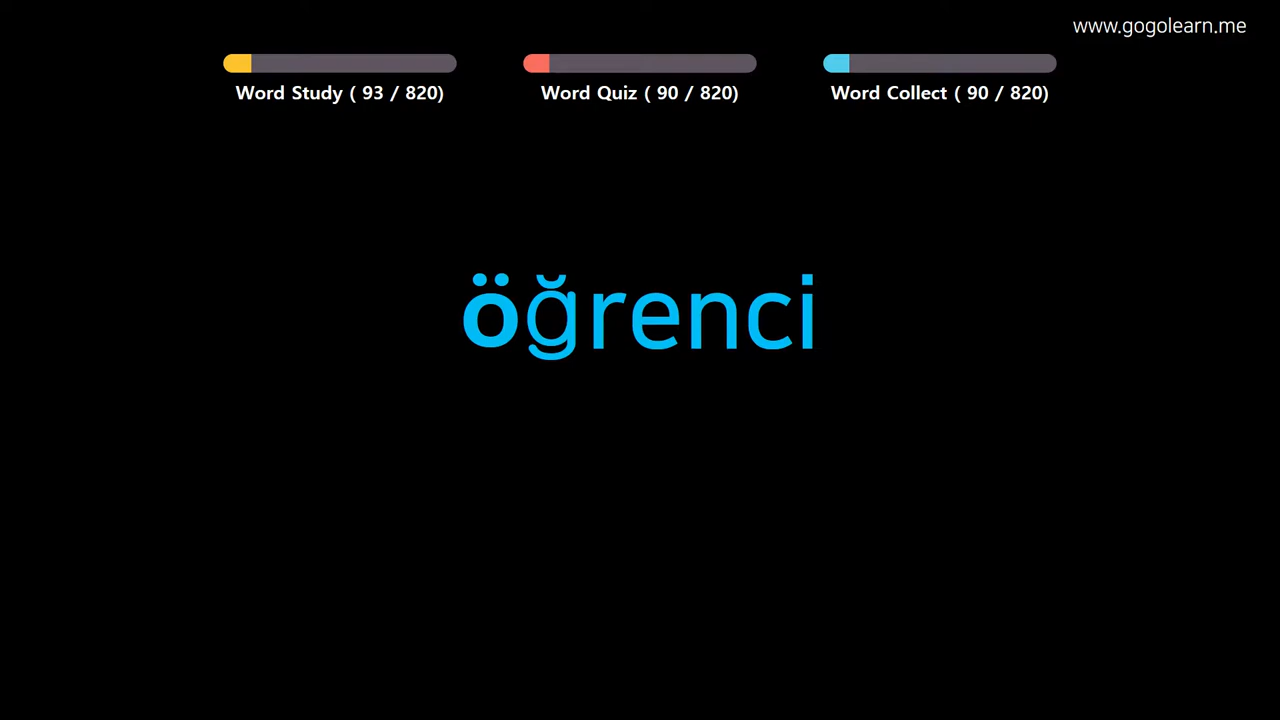 www.gogolearn.me
Word Study ( 93 / 820)
Word Quiz ( 90 / 820)
Word Collect ( 90 / 820)
öğrenci